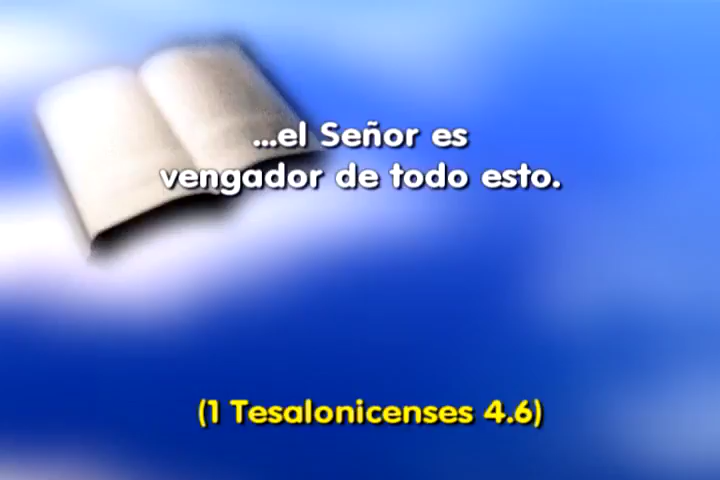 ...el Señor es
vengador de todo esto.
(1 Tesalonicenses 4.6)